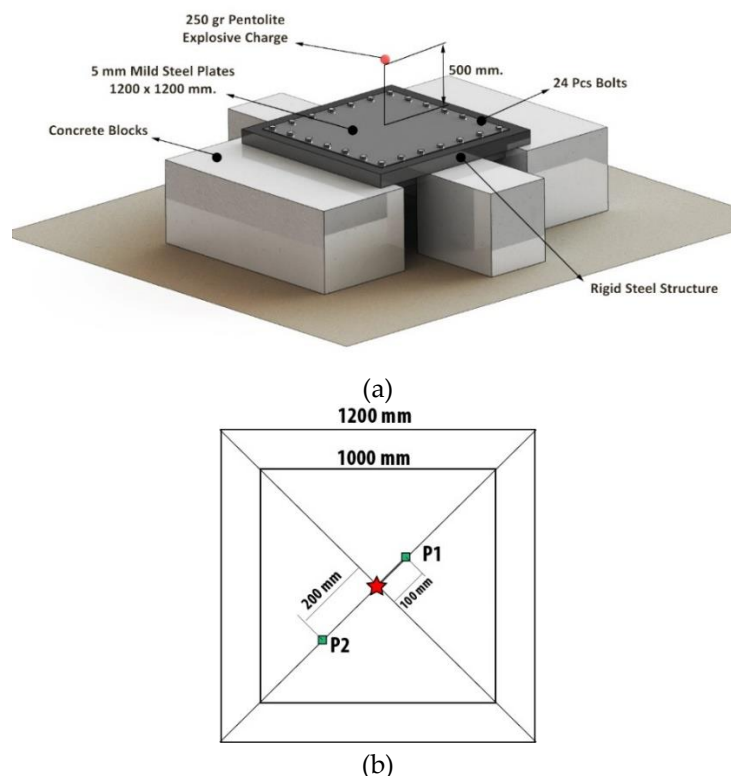 250 gr Pentolite
Explosive Charge
5 mm Mild Steel Plates
1200 x 1200 mm.
500 mm.
24 Pcs Bolts
Concrete Blocks
Rigid Steel Structure
(a)
1200 mm
1000 mm
P1
200 mm
100 mm
P2
(b)